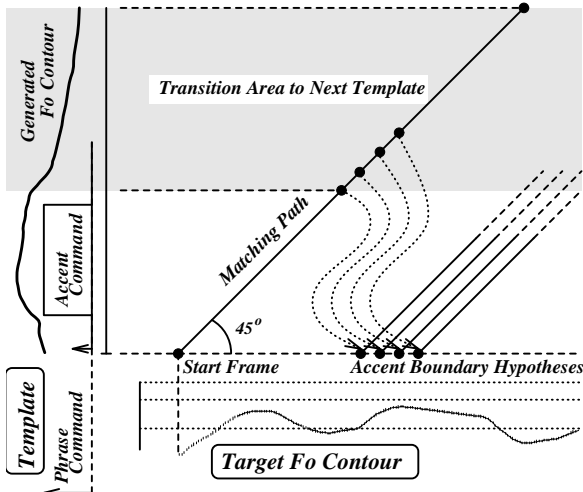 Generated
Fo Contour
Transition Area to Next Template
Accent
Command
Matching Path
45°
Start Frame
Accent Boundary Hypotheses
Template
Phrase
Command
Target Fo Contour